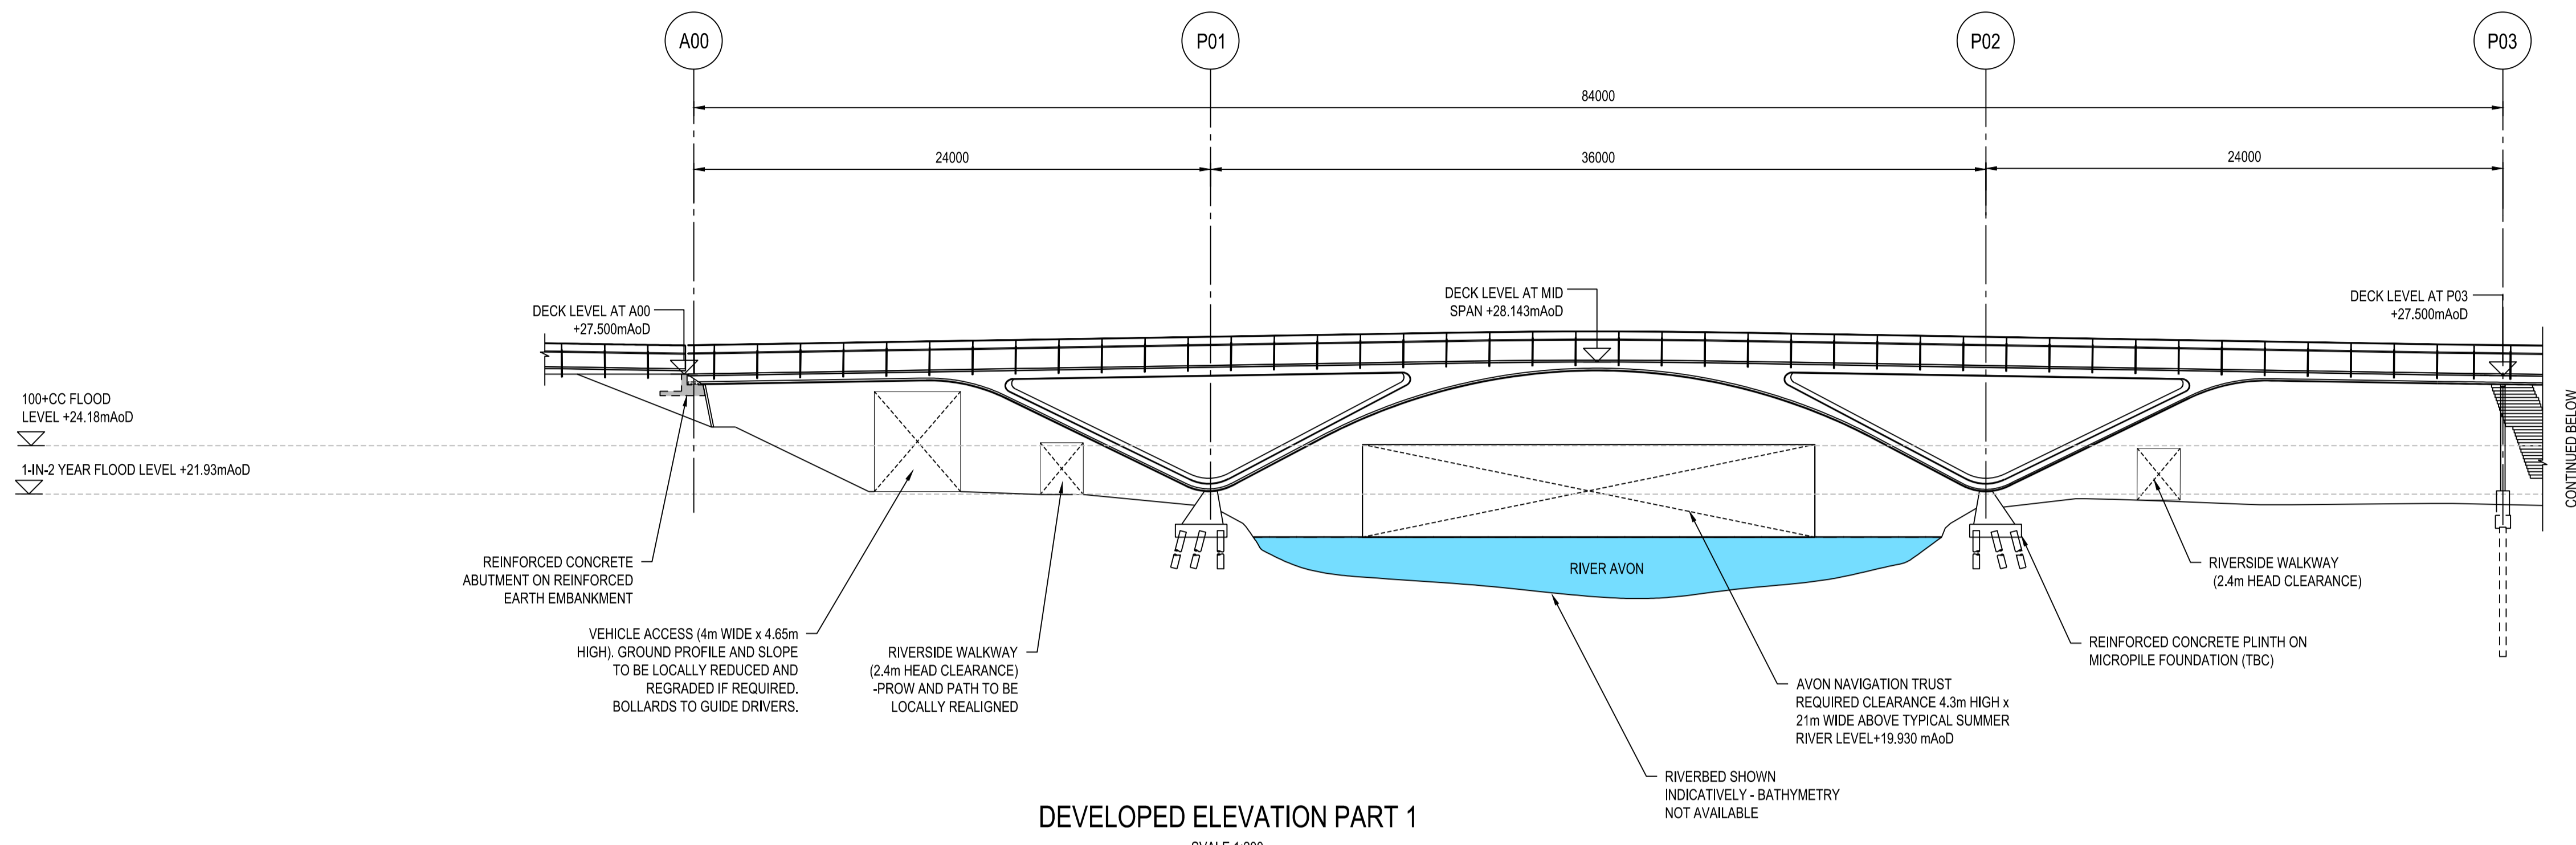 A00
P01
P02
P03
84000
24000
36000
24000
DECK LEVEL AT A00
+27.500mAoD
DECK LEVEL AT MID
SPAN +28.143mAoD
DECK LEVEL AT P03
+27.500mAoD
100+CC FLOOD
LEVEL +24.18mAoD
1-IN-2 YEAR FLOOD LEVEL +21.93mAoD
CONTINUED BELOW
REINFORCED CONCRETE
ABUTMENT ON REINFORCED
EARTH EMBANKMENT
VEHICLE ACCESS (4m WIDE x 4.65m
HIGH). GROUND PROFILE AND SLOPE
TO BE LOCALLY REDUCED AND
REGRADED IF REQUIRED.
BOLLARDS TO GUIDE DRIVERS.
RIVERSIDE WALKWAY
(2.4m HEAD CLEARANCE)
-PROW AND PATH TO BE
LOCALLY REALIGNED
RIVER AVON
RIVERSIDE WALKWAY
(2.4m HEAD CLEARANCE)
REINFORCED CONCRETE PLINTH ON
MICROPILE FOUNDATION (TBC)
AVON NAVIGATION TRUST
REQUIRED CLEARANCE 4.3m HIGH x
21m WIDE ABOVE TYPICAL SUMMER
RIVER LEVEL+19.930 mAoD
RIVERBED SHOWN
INDICATIVELY - BATHYMETRY
NOT AVAILABLE
DEVELOPED ELEVATION PART 1